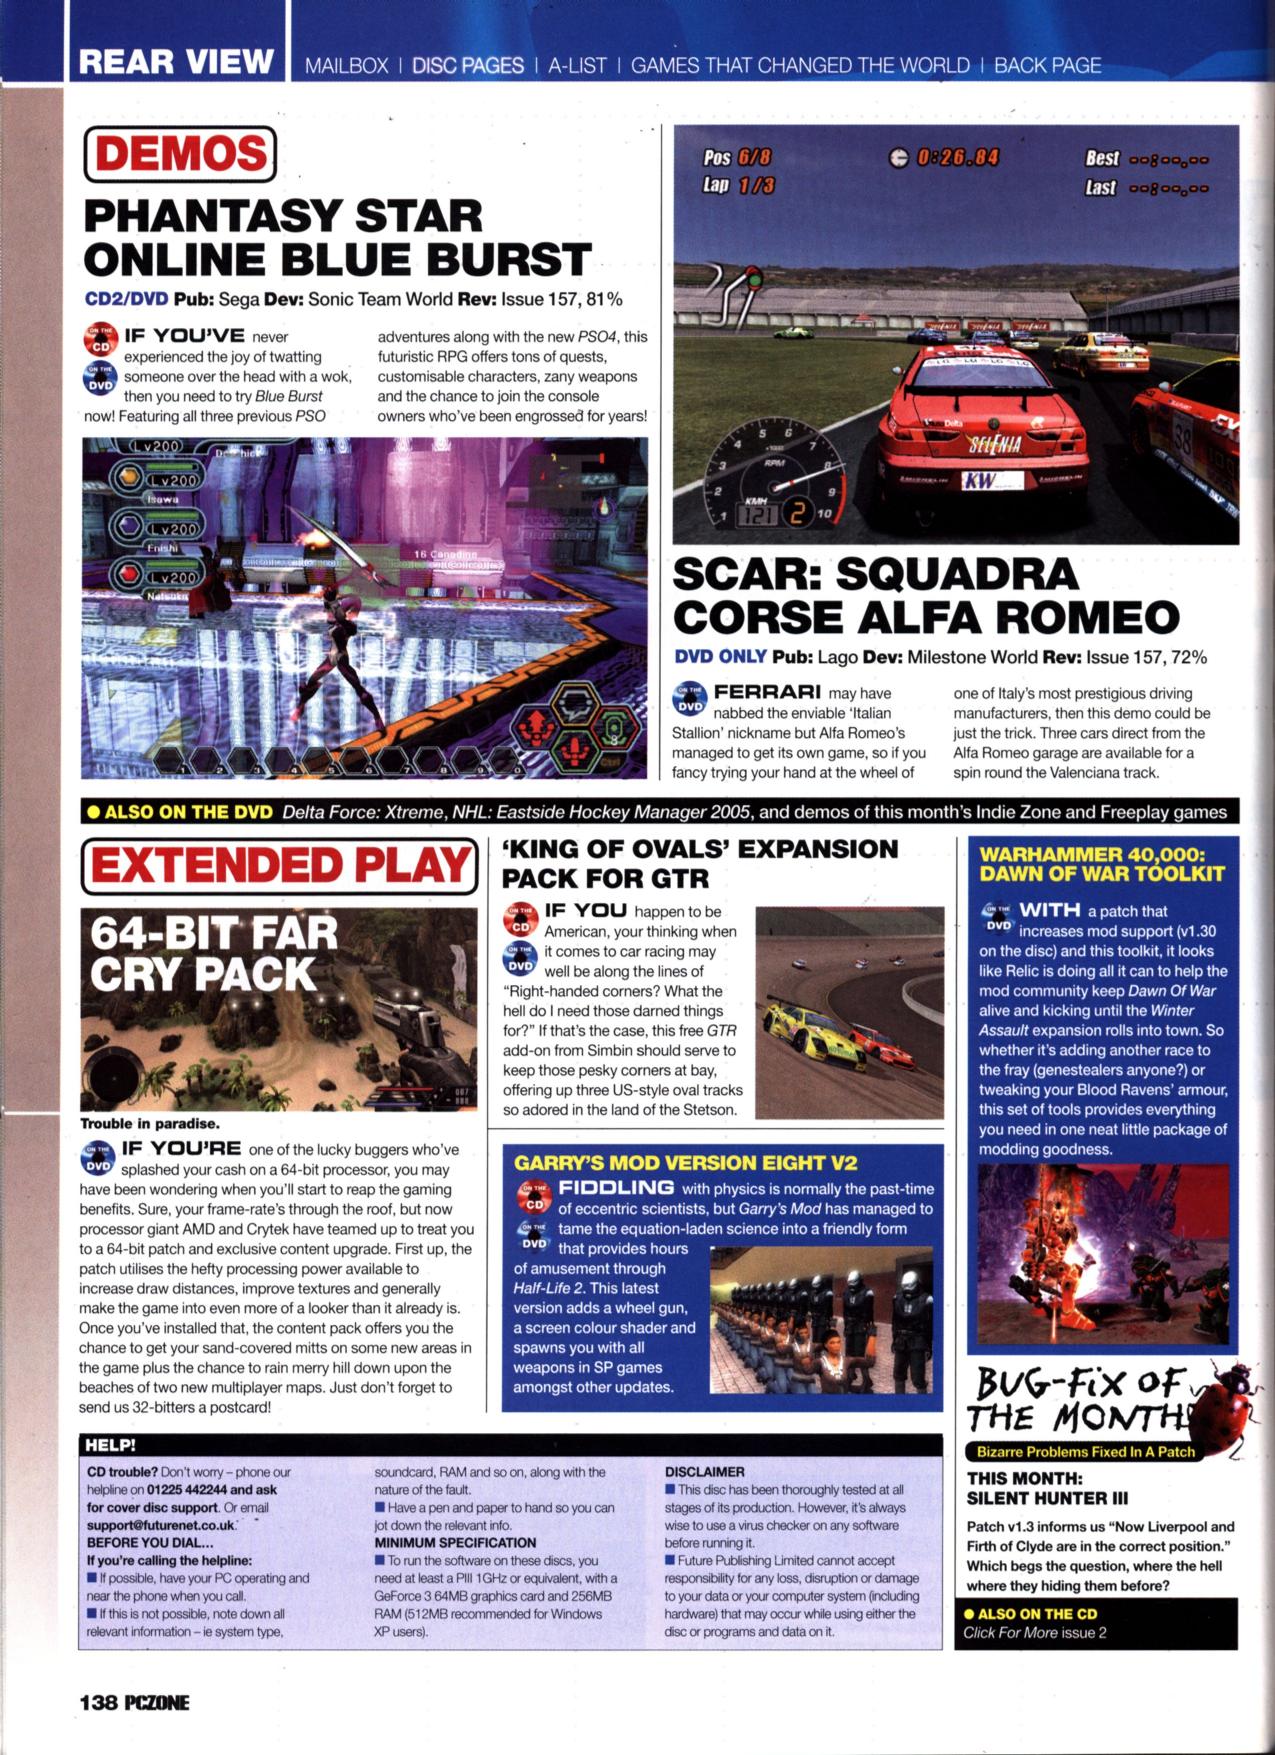 REAR VIEW
MAILBOX | DISC PAGES | A-LIST | GAMES THAT CHANGED THE WORLD | BACK PAGE
DEMOS
PHANTASY STAR
ONLINE BLUE BURST
CD2/DVD Pub: Sega Dev: Sonic Team World Rev: Issue 157, 81%
ON THE CD
ON THE DVD
IF YOU'VE never
experienced the joy of twatting
someone over the head with a wok,
then you need to try Blue Burst
now! Featuring all three previous PSO
adventures along with the new PSO4, this
futuristic RPG offers tons of quests,
customisable characters, zany weapons
and the chance to join the console
owners who've been engrossed for years!
Lv200
Lv200
Isawa
Lv200
Enishi
Lv200
16 Canadine
Pos 6/8
Lap 1/3
0:26.84
Best --:--.--
Last --:--.--
SELENIA
KW
38
RPM
KMH
121 2
SCAR: SQUADRA
CORSE ALFA ROMEO
DVD ONLY Pub: Lago Dev: Milestone World Rev: Issue 157, 72%
ON THE DVD
FERRARI may have
nabbed the enviable 'Italian
Stallion' nickname but Alfa Romeo's
managed to get its own game, so if you
fancy trying your hand at the wheel of
one of Italy's most prestigious driving
manufacturers, then this demo could be
just the trick. Three cars direct from the
Alfa Romeo garage are available for a
spin round the Valenciana track.
● ALSO ON THE DVD Delta Force: Xtreme, NHL: Eastside Hockey Manager 2005, and demos of this month's Indie Zone and Freeplay games
EXTENDED PLAY
64-BIT FAR
CRY PACK
Trouble in paradise.
ON THE DVD
IF YOU'RE one of the lucky buggers who've
splashed your cash on a 64-bit processor, you may
have been wondering when you'll start to reap the gaming
benefits. Sure, your frame-rate's through the roof, but now
processor giant AMD and Crytek have teamed up to treat you
to a 64-bit patch and exclusive content upgrade. First up, the
patch utilises the hefty processing power available to
increase draw distances, improve textures and generally
make the game into even more of a looker than it already is.
Once you've installed that, the content pack offers you the
chance to get your sand-covered mitts on some new areas in
the game plus the chance to rain merry hill down upon the
beaches of two new multiplayer maps. Just don't forget to
send us 32-bitters a postcard!
'KING OF OVALS' EXPANSION
PACK FOR GTR
ON THE CD
ON THE DVD
IF YOU happen to be
American, your thinking when
it comes to car racing may
well be along the lines of
"Right-handed corners? What the
hell do I need those darned things
for?" If that's the case, this free GTR
add-on from Simbin should serve to
keep those pesky corners at bay,
offering up three US-style oval tracks
so adored in the land of the Stetson.
GARRY'S MOD VERSION EIGHT V2
ON THE CD
ON THE DVD
FIDDLING with physics is normally the past-time
of eccentric scientists, but Garry's Mod has managed to
tame the equation-laden science into a friendly form
that provides hours
of amusement through
Half-Life 2. This latest
version adds a wheel gun,
a screen colour shader and
spawns you with all
weapons in SP games
amongst other updates.
WARHAMMER 40,000:
DAWN OF WAR TOOLKIT
ON THE DVD
WITH a patch that
increases mod support (v1.30
on the disc) and this toolkit, it looks
like Relic is doing all it can to help the
mod community keep Dawn Of War
alive and kicking until the Winter
Assault expansion rolls into town. So
whether it's adding another race to
the fray (genestealers anyone?) or
tweaking your Blood Ravens' armour,
this set of tools provides everything
you need in one neat little package of
modding goodness.
BUG-FiX OF
THE MONTH
Bizarre Problems Fixed In A Patch
THIS MONTH:
SILENT HUNTER III
Patch v1.3 informs us "Now Liverpool and
Firth of Clyde are in the correct position."
Which begs the question, where the hell
where they hiding them before?
● ALSO ON THE CD
Click For More issue 2
HELP!
CD trouble? Don't worry – phone our
helpline on 01225 442244 and ask
for cover disc support. Or email
support@futurenet.co.uk.
BEFORE YOU DIAL...
If you're calling the helpline:
■ If possible, have your PC operating and
near the phone when you call.
■ If this is not possible, note down all
relevant information – ie system type,
soundcard, RAM and so on, along with the
nature of the fault.
■ Have a pen and paper to hand so you can
jot down the relevant info.
MINIMUM SPECIFICATION
■ To run the software on these discs, you
need at least a PIII 1GHz or equivalent, with a
GeForce 3 64MB graphics card and 256MB
RAM (512MB recommended for Windows
XP users).
DISCLAIMER
■ This disc has been thoroughly tested at all
stages of its production. However, it's always
wise to use a virus checker on any software
before running it.
■ Future Publishing Limited cannot accept
responsibility for any loss, disruption or damage
to your data or your computer system (including
hardware) that may occur while using either the
disc or programs and data on it.
138 PCZONE